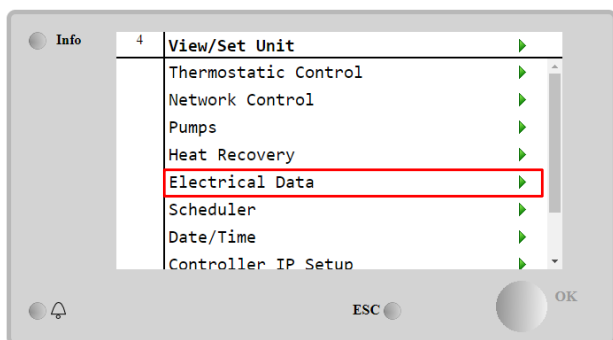 Info
4 View/Set Unit
Thermostatic Control
Network Control
Pumps
Heat Recovery
Electrical Data
Scheduler
Date/Time
Controller IP Setup
ESC
OK